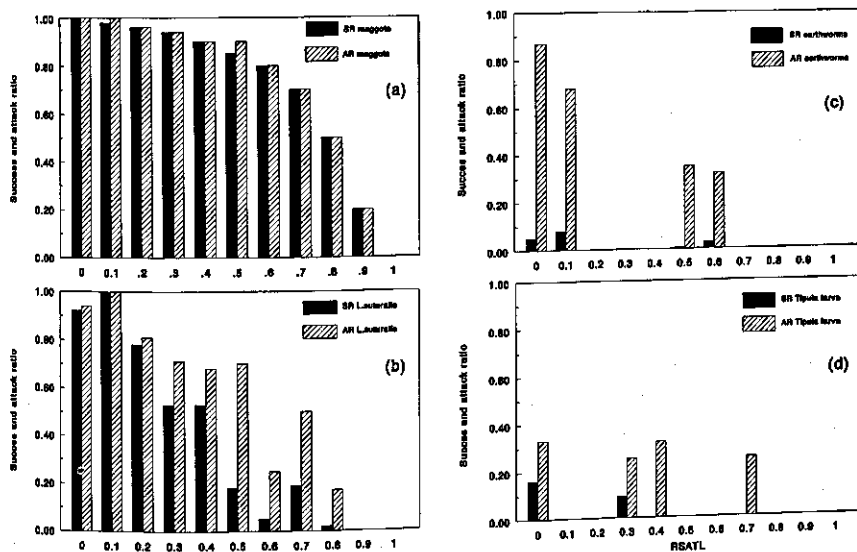 Success and attack ratio
1.00
0.80
0.60
0.40
0.20
0.00
SR maggots
AR maggots
(a)
0 0.1 .2 .3 .4 .5 .6 .7 .8 .9 1
Success and attack ratio
1.00
0.80
0.60
0.40
0.20
0.00
(b)
0 0.1 0.2 0.3 0.4 0.5 0.6 0.7 0.8 0.9 1
Succes and attack ratio
1.00
0.80
0.60
0.40
0.20
0.00
SR earthworms
AR earthworms
(c)
0 0.1 0.2 0.3 0.4 0.5 0.6 0.7 0.8 0.9 1
Succes and attack ratio
1.00
0.80
0.60
0.40
0.20
0.00
SR Tipula larva
AR Tipula larva
(d)
0 0.1 0.2 0.3 0.4 0.5 0.6 0.7 0.8 0.9 1
RSATL